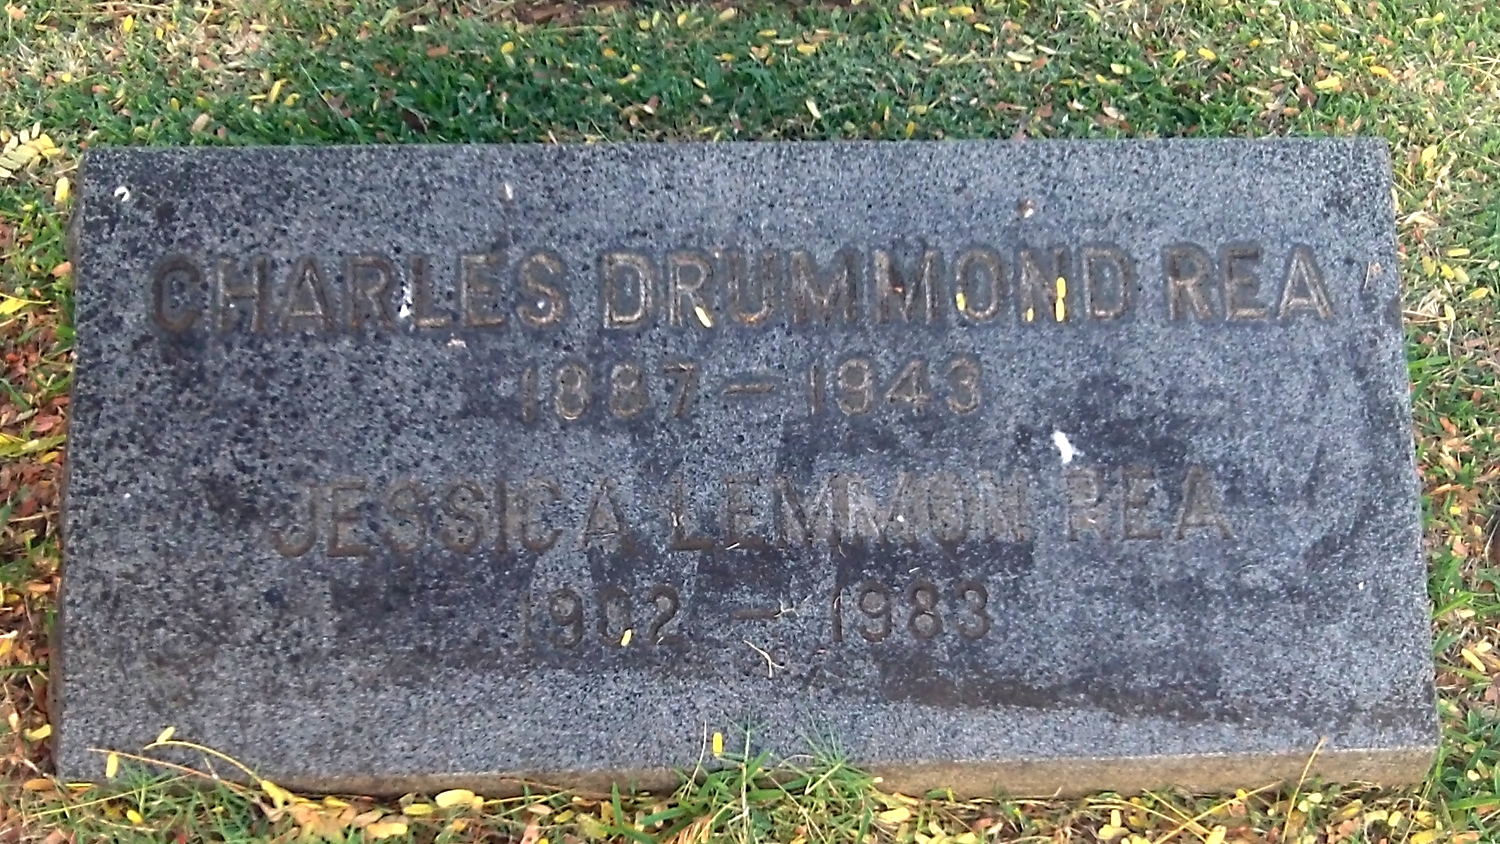 CHARLES DRUMMOND REA
1887 – 1943
JESSICA LEMMON REA
1902 – 1983